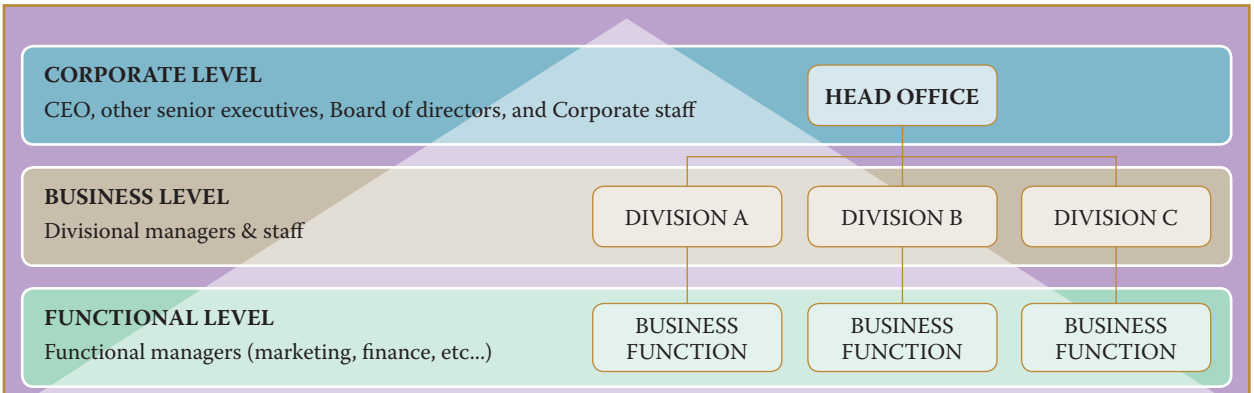 CORPORATE LEVEL
CEO, other senior executives, Board of directors, and Corporate staff
HEAD OFFICE
BUSINESS LEVEL
Divisional managers & staff
DIVISION A
DIVISION B
DIVISION C
FUNCTIONAL LEVEL
Functional managers (marketing, finance, etc...)
BUSINESS
FUNCTION
BUSINESS
FUNCTION
BUSINESS
FUNCTION